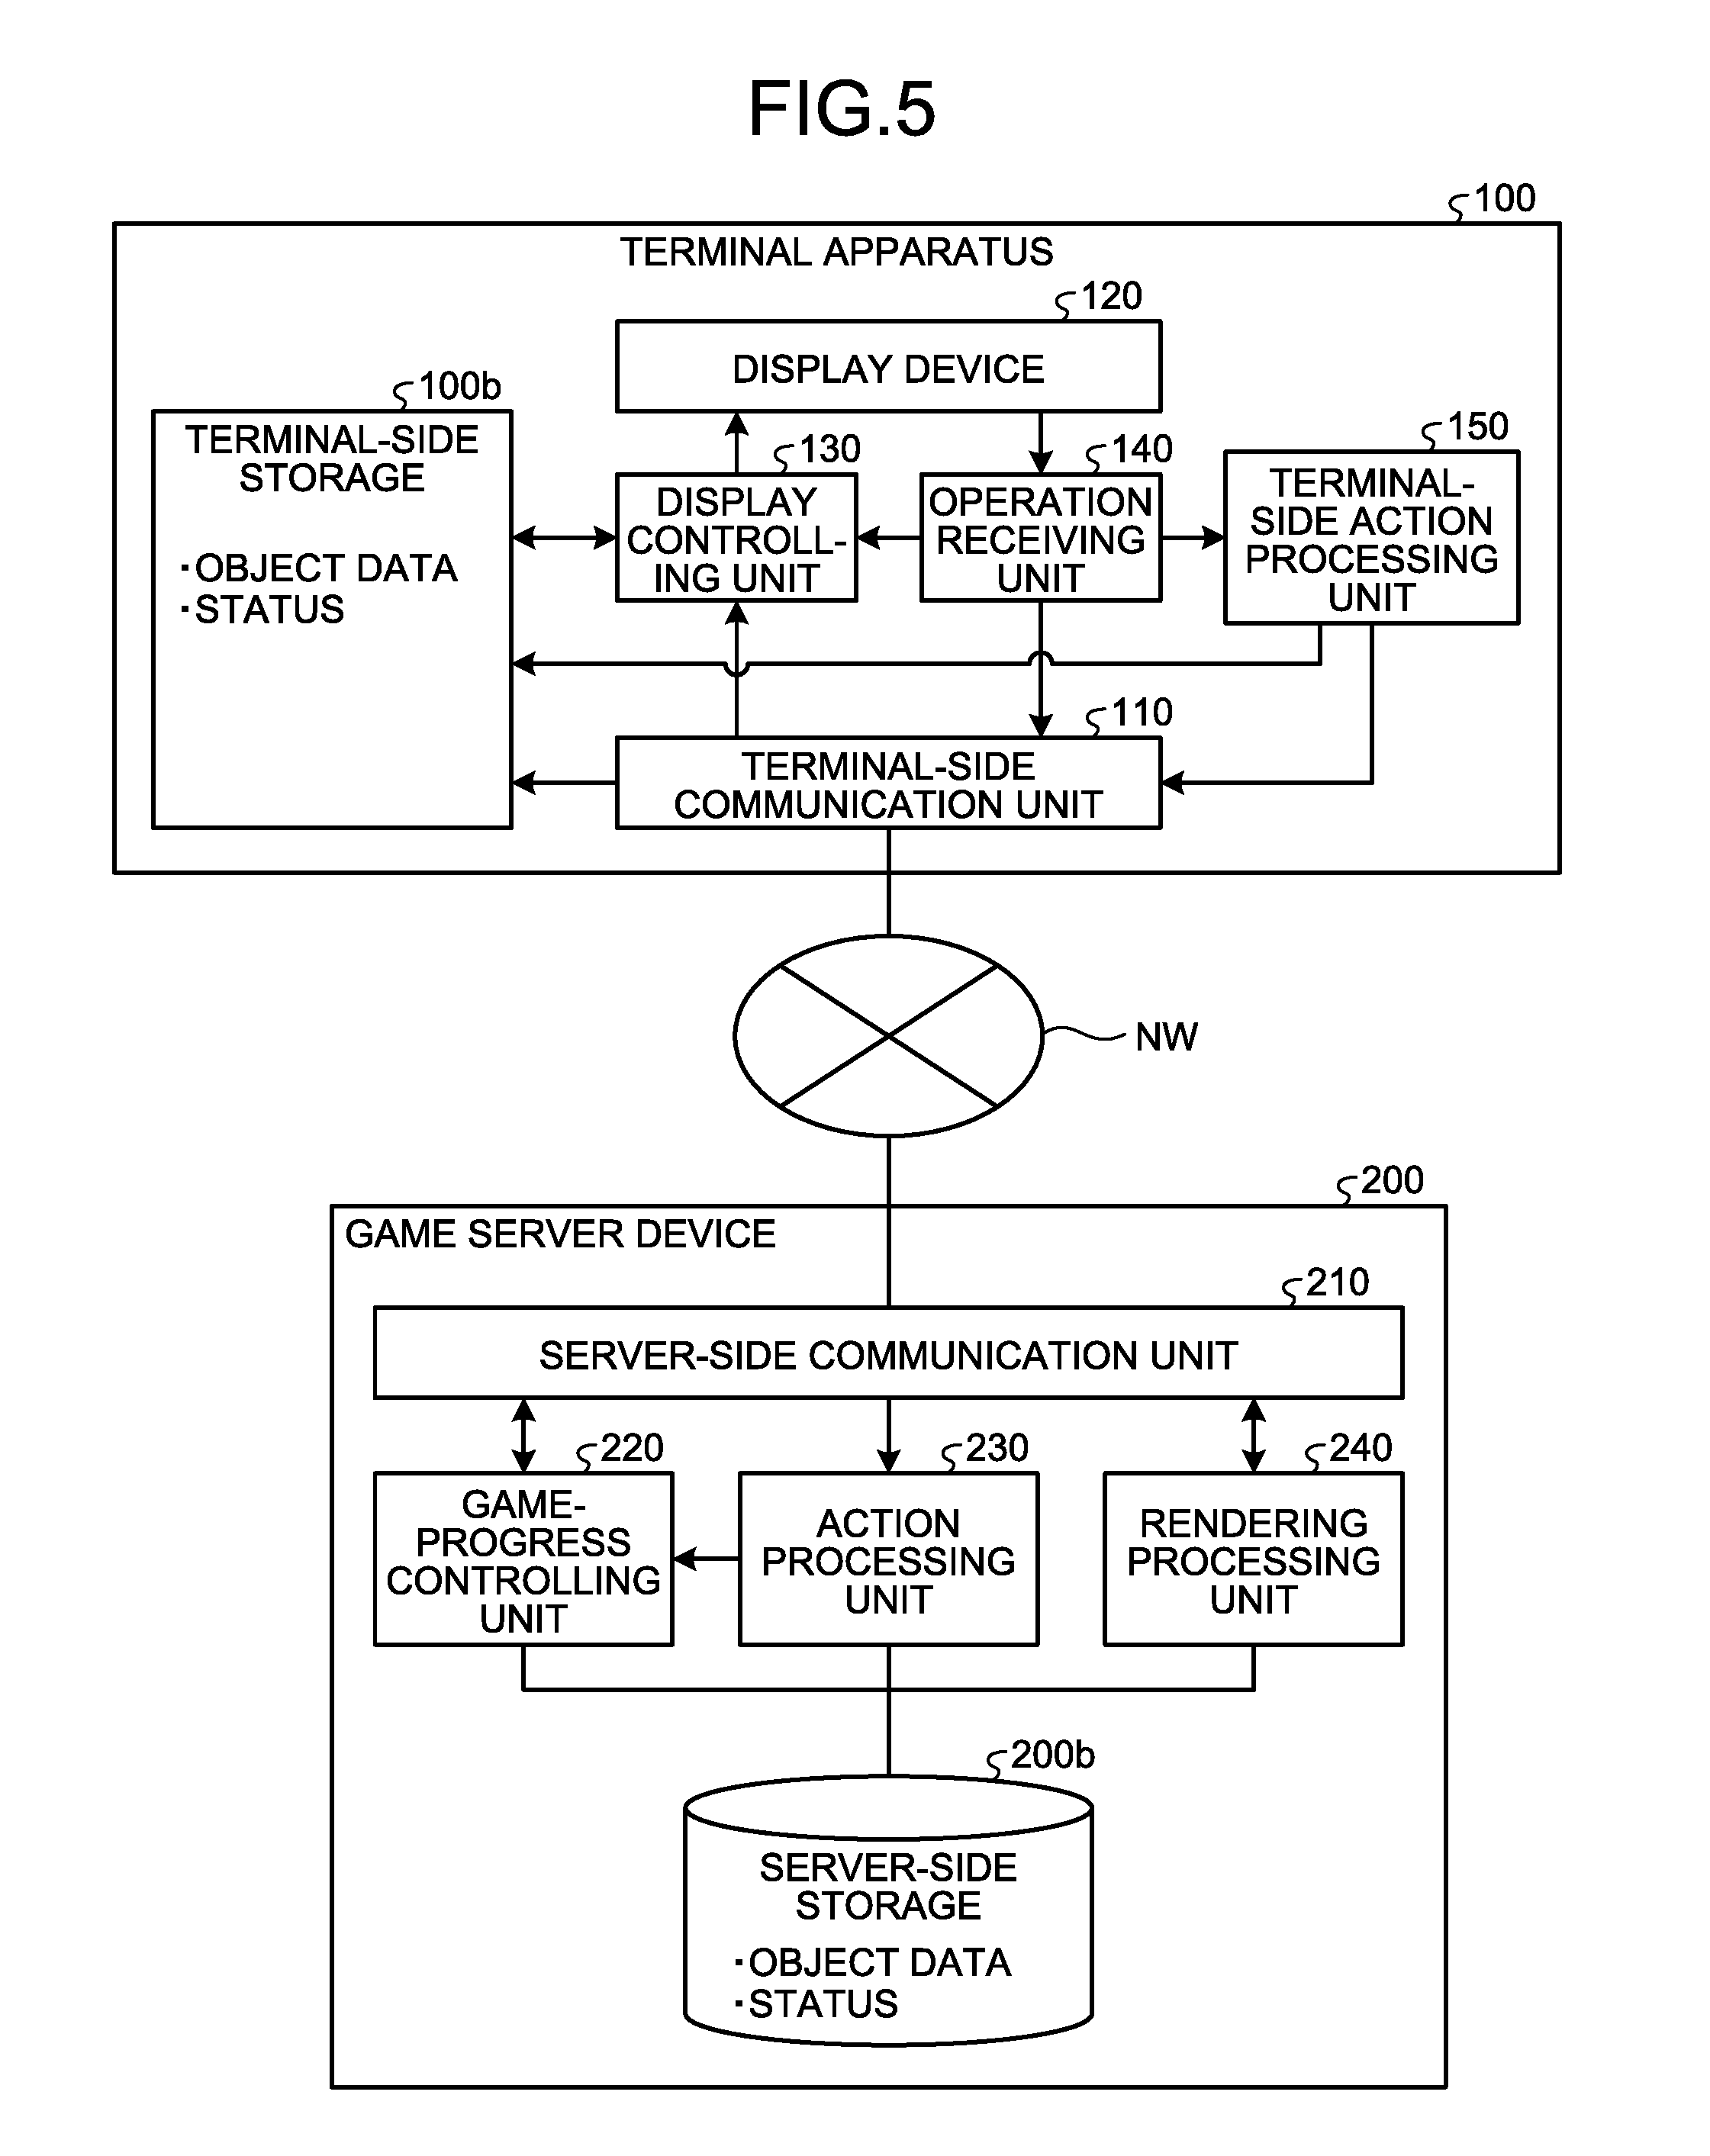 FIG.5
100
TERMINAL APPARATUS
120
DISPLAY DEVICE
100b
TERMINAL-SIDE
STORAGE
・OBJECT DATA
・STATUS
130
DISPLAY
CONTROLL-
ING UNIT
140
OPERATION
RECEIVING
UNIT
150
TERMINAL-
SIDE ACTION
PROCESSING
UNIT
110
TERMINAL-SIDE
COMMUNICATION UNIT
NW
200
GAME SERVER DEVICE
210
SERVER-SIDE COMMUNICATION UNIT
220
GAME-
PROGRESS
CONTROLLING
UNIT
230
ACTION
PROCESSING
UNIT
240
RENDERING
PROCESSING
UNIT
200b
SERVER-SIDE
STORAGE
・OBJECT DATA
・STATUS